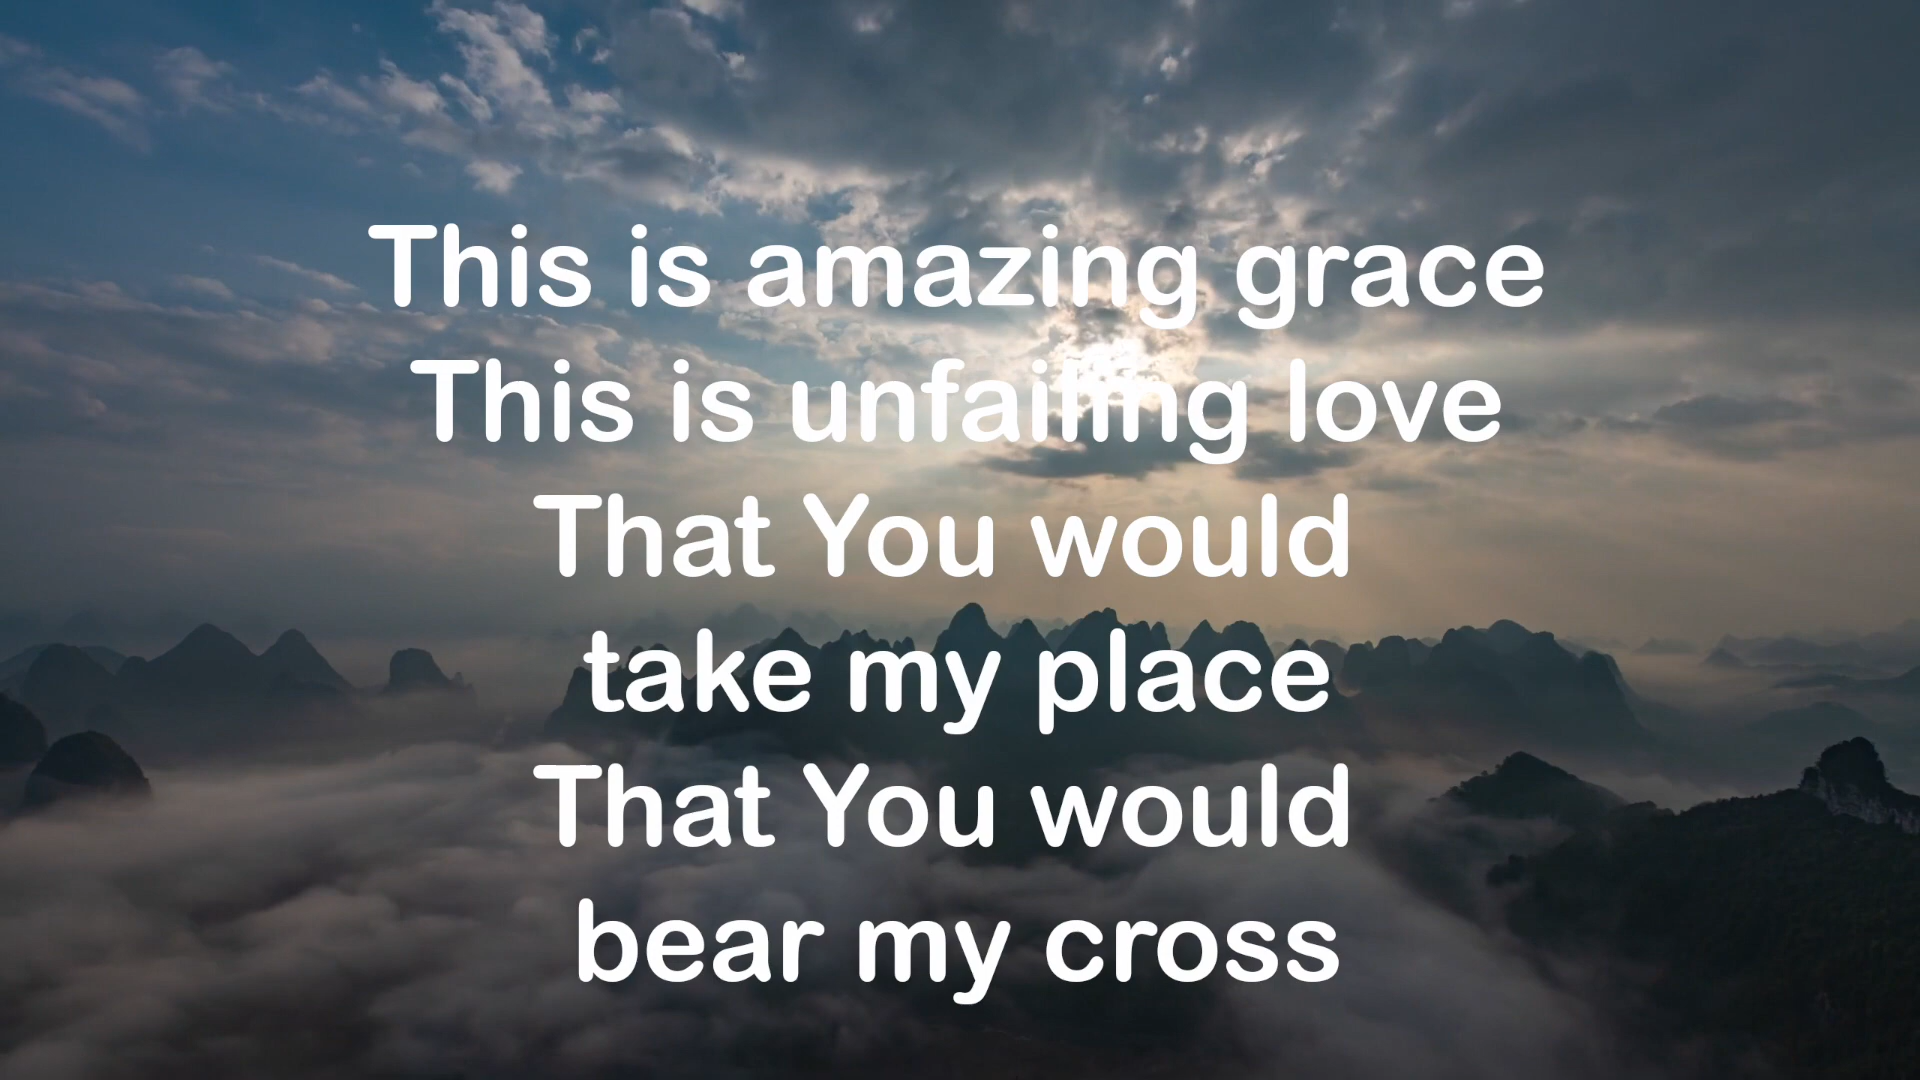 This is amazing grace
This is unfailing love
That You would
take my place
That You would
bear my cross